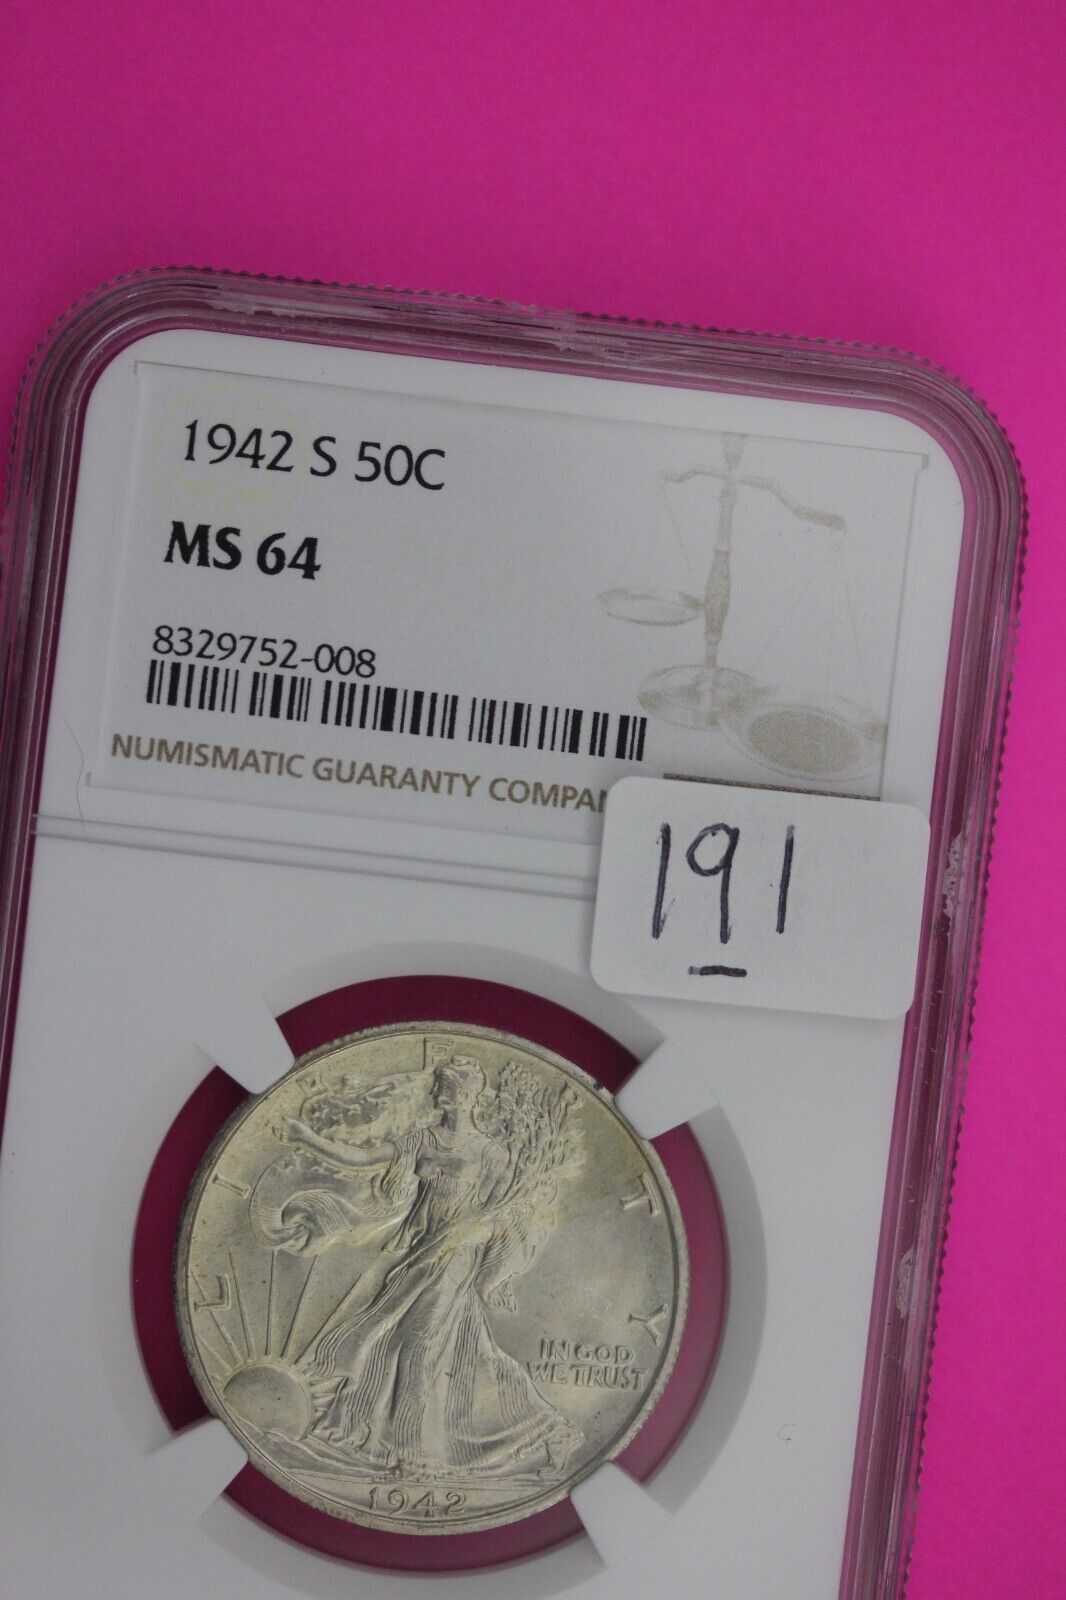 1942 S 50C
MS 64
8329752-008
NUMISMATIC GUARANTY COMPA
191
LIBERTY
IN GOD
WE TRUST
1942